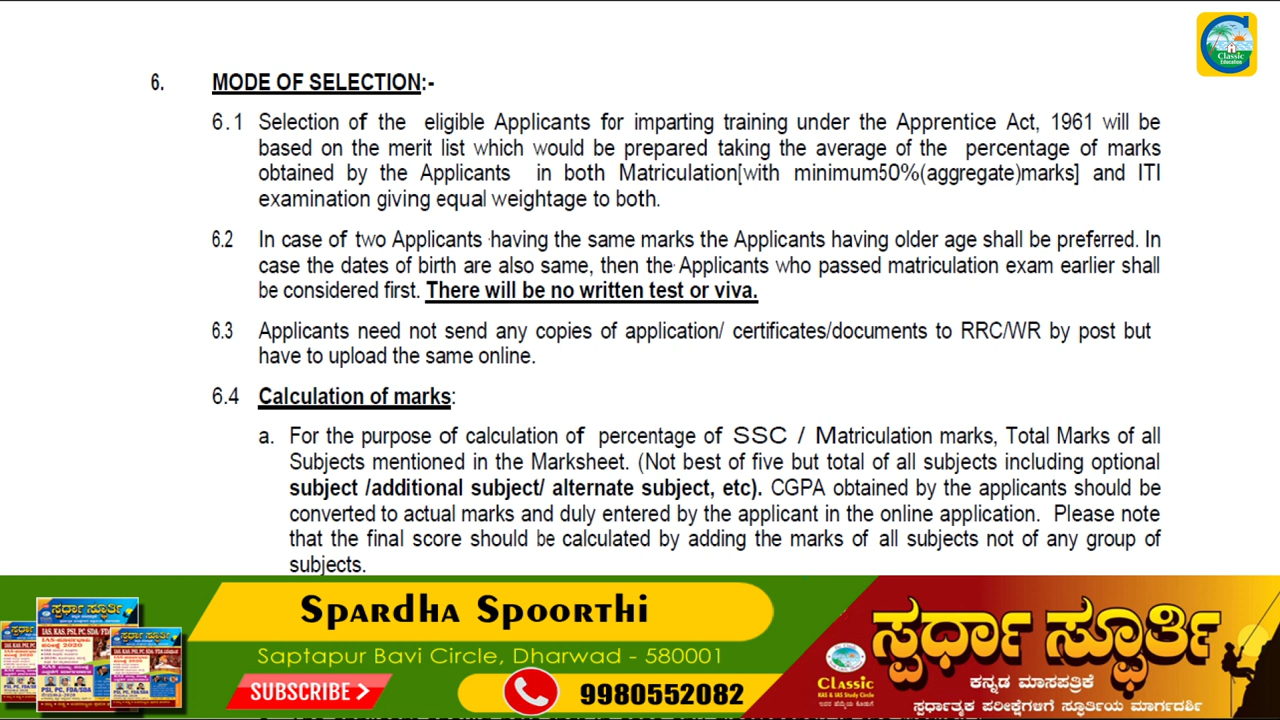 Classic
Education
6. MODE OF SELECTION:-
6.1 Selection of the eligible Applicants for imparting training under the Apprentice Act, 1961 will be
based on the merit list which would be prepared taking the average of the percentage of marks
obtained by the Applicants in both Matriculation[with minimum50%(aggregate)marks] and ITI
examination giving equal weightage to both.
6.2 In case of two Applicants having the same marks the Applicants having older age shall be preferred. In
case the dates of birth are also same, then the Applicants who passed matriculation exam earlier shall
be considered first. There will be no written test or viva.
6.3 Applicants need not send any copies of application/ certificates/documents to RRC/WR by post but
have to upload the same online.
6.4 Calculation of marks:
a. For the purpose of calculation of percentage of SSC / Matriculation marks, Total Marks of all
Subjects mentioned in the Marksheet. (Not best of five but total of all subjects including optional
subject /additional subject/ alternate subject, etc). CGPA obtained by the applicants should be
converted to actual marks and duly entered by the applicant in the online application. Please note
that the final score should be calculated by adding the marks of all subjects not of any group of
subjects.
Spardha Spoorthi
Saptapur Bavi Circle, Dharwad - 580001
SUBSCRIBE >
9980552082
ಸ್ಪರ್ಧಾ ಸ್ಫೂರ್ತಿ
ಕನ್ನಡ ಮಾಸಪತ್ರಿಕೆ
ಸ್ಪರ್ಧಾತ್ಮಕ ಪರೀಕ್ಷೆಗಳಿಗೆ ಸ್ಫೂರ್ತಿಯ ಮಾರ್ಗದರ್ಶಿ
Classic
KAS & IAS Study Circle